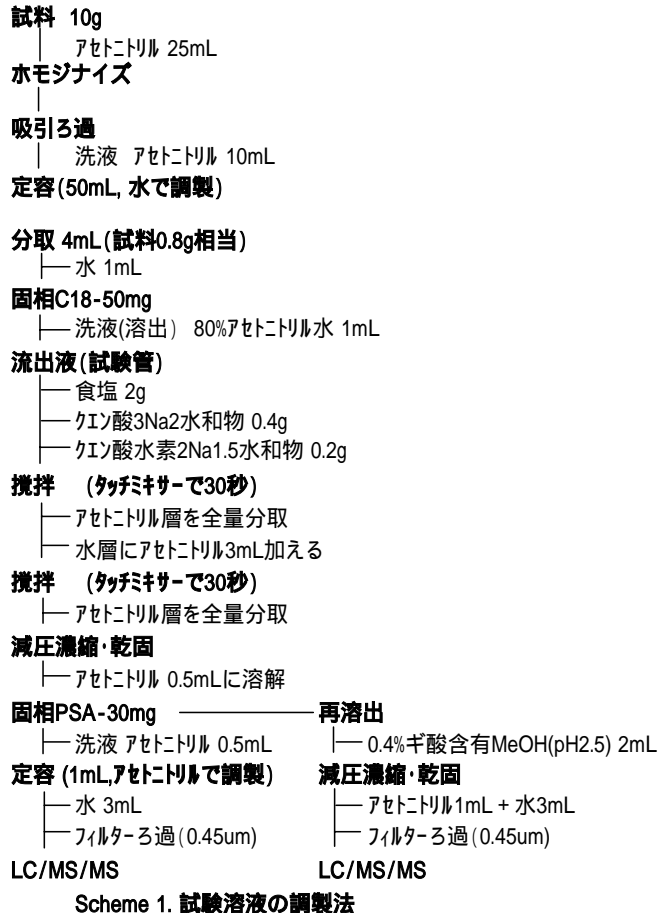 試料 10g
ｱｾﾄﾆﾄﾘﾙ 25mL
ホモジナイズ
吸引ろ過
洗液 ｱｾﾄﾆﾄﾘﾙ 10mL
定容(50mL, 水で調製)
分取 4mL(試料0.8g相当)
水 1mL
固相C18-50mg
洗液(溶出) 80%ｱｾﾄﾆﾄﾘﾙ水 1mL
流出液(試験管)
食塩 2g
ｸｴﾝ酸3Na2水和物 0.4g
ｸｴﾝ酸水素2Na1.5水和物 0.2g
攪拌 (ﾀｯﾁﾐｷｻｰで30秒)
ｱｾﾄﾆﾄﾘﾙ層を全量分取
水層にｱｾﾄﾆﾄﾘﾙ3mL加える
攪拌 (ﾀｯﾁﾐｷｻｰで30秒)
ｱｾﾄﾆﾄﾘﾙ層を全量分取
減圧濃縮･乾固
ｱｾﾄﾆﾄﾘﾙ 0.5mLに溶解
固相PSA-30mg 再溶出
洗液 ｱｾﾄﾆﾄﾘﾙ 0.5mL 0.4%ギ酸含有MeOH(pH2.5) 2mL
定容 (1mL,ｱｾﾄﾆﾄﾘﾙで調製) 減圧濃縮･乾固
水 3mL ｱｾﾄﾆﾄﾘﾙ1mL + 水3mL
ﾌｨﾙﾀｰろ過(0.45um) ﾌｨﾙﾀｰろ過(0.45um)
LC/MS/MS LC/MS/MS
Scheme 1. 試験溶液の調製法